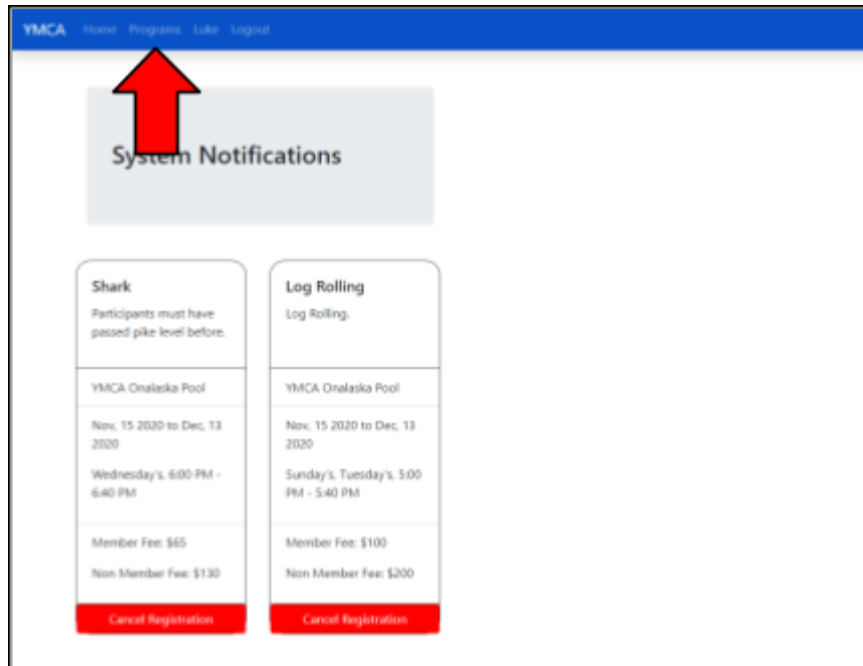 YMCA Home Programs Luke Logout
System Notifications
Shark
Participants must have
passed pike level before.
YMCA Onalaska Pool
Nov, 15 2020 to Dec, 13
2020
Wednesday's, 6:00 PM -
6:40 PM
Member Fee: $65
Non Member Fee: $130
Cancel Registration
Log Rolling
Log Rolling.
YMCA Onalaska Pool
Nov, 15 2020 to Dec, 13
2020
Sunday's, Tuesday's, 5:00
PM - 5:40 PM
Member Fee: $100
Non Member Fee: $200
Cancel Registration